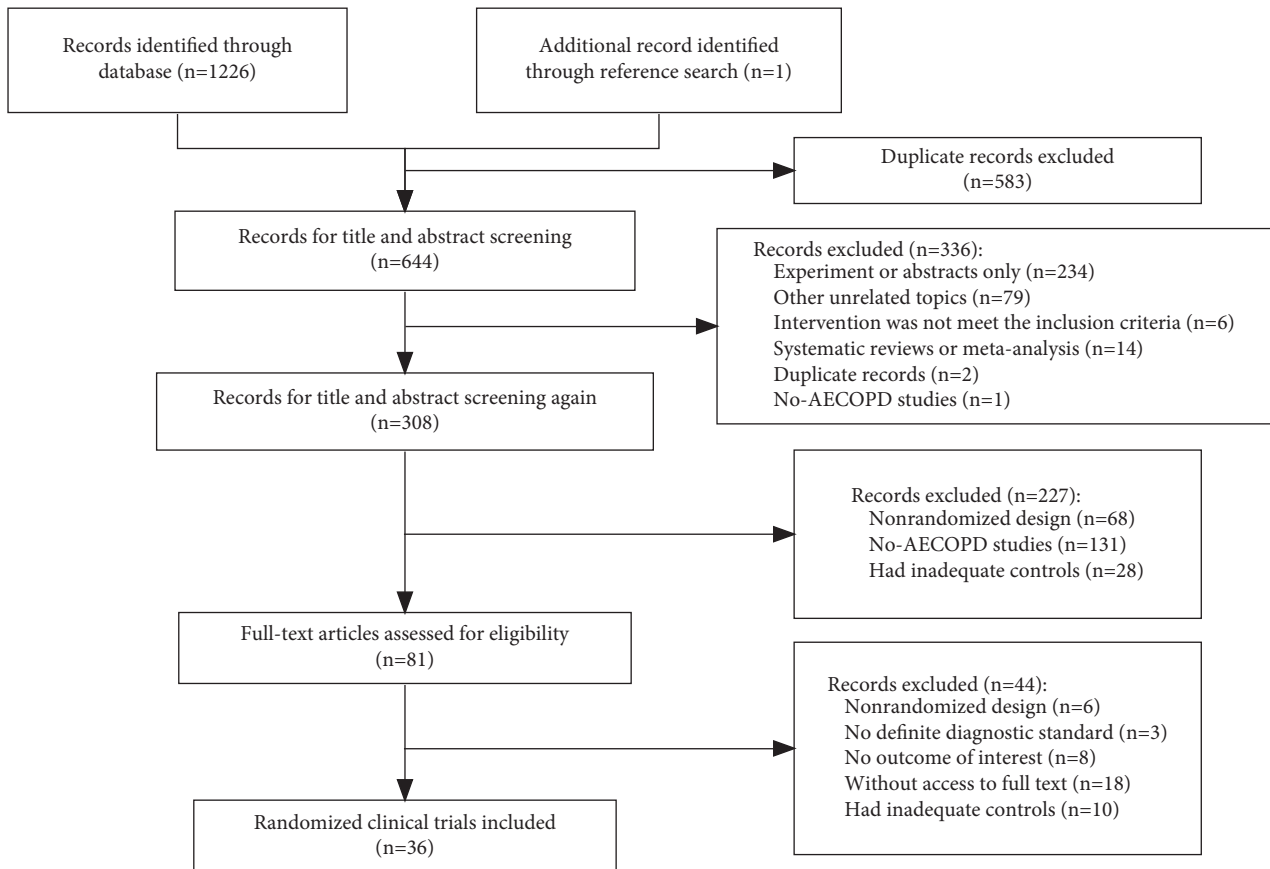 Records identified through
database (n=1226)
Additional record identified
through reference search (n=1)
Duplicate records excluded
(n=583)
Records for title and abstract screening
(n=644)
Records excluded (n=336):
Experiment or abstracts only (n=234)
Other unrelated topics (n=79)
Intervention was not meet the inclusion criteria (n=6)
Systematic reviews or meta-analysis (n=14)
Duplicate records (n=2)
No-AECOPD studies (n=1)
Records for title and abstract screening again
(n=308)
Records excluded (n=227):
Nonrandomized design (n=68)
No-AECOPD studies (n=131)
Had inadequate controls (n=28)
Full-text articles assessed for eligibility
(n=81)
Records excluded (n=44):
Nonrandomized design (n=6)
No definite diagnostic standard (n=3)
No outcome of interest (n=8)
Without access to full text (n=18)
Had inadequate controls (n=10)
Randomized clinical trials included
(n=36)